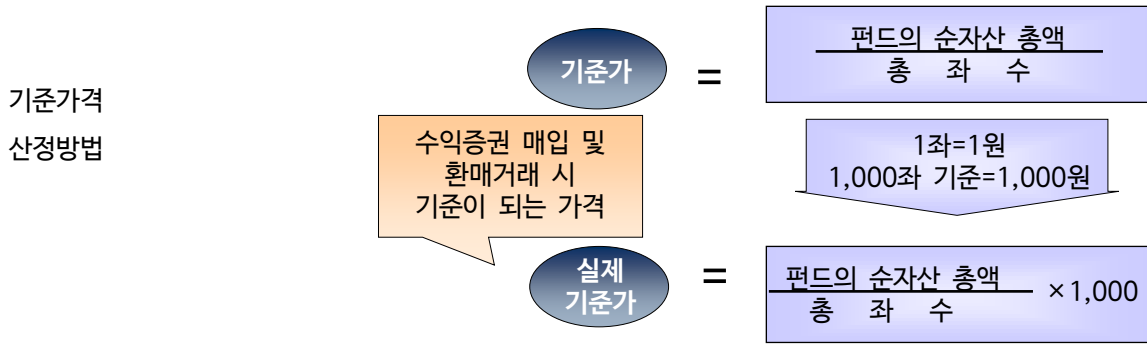 기준가격
산정방법
기준가
=
펀드의 순자산 총액
총 좌 수
수익증권 매입 및
환매거래 시
기준이 되는 가격
1좌=1원
1,000좌 기준=1,000원
실제
기준가
=
펀드의 순자산 총액
총 좌 수
×1,000